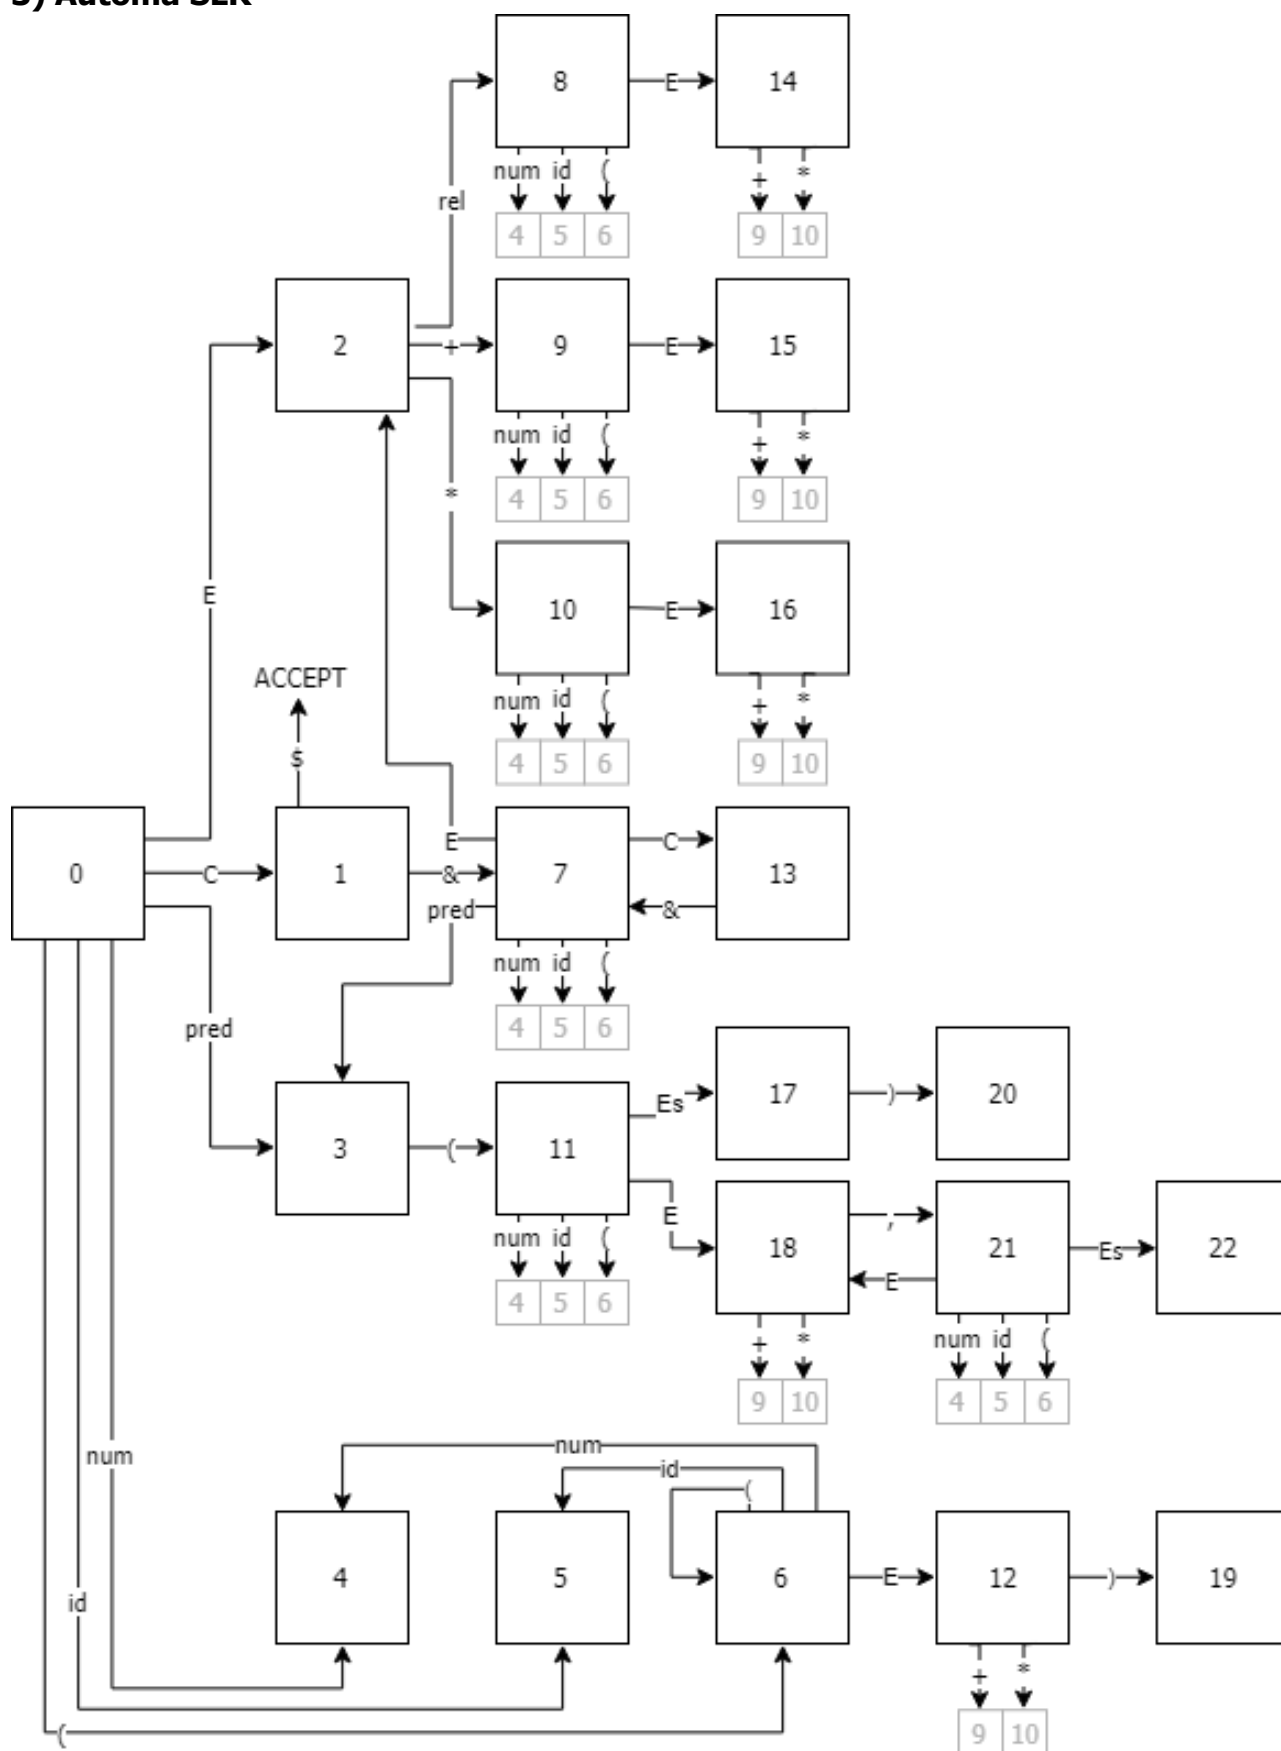 8 E 14
num id ( + *
rel
4 5 6 9 10
2 + 9 E 15
num id ( + *
4 5 6 9 10
*
E
10 E 16
ACCEPT
num id ( + *
$
4 5 6 9 10
E C
0 C 1 & 7 13
pred &
num id (
pred
4 5 6
Es 17 ) 20
3 ( 11
E
num id (
18 , 21 Es 22
E
4 5 6
+ * num id (
9 10 4 5 6
num
num
id
(
4 5 6 E 12 ) 19
id
+ *
(
9 10